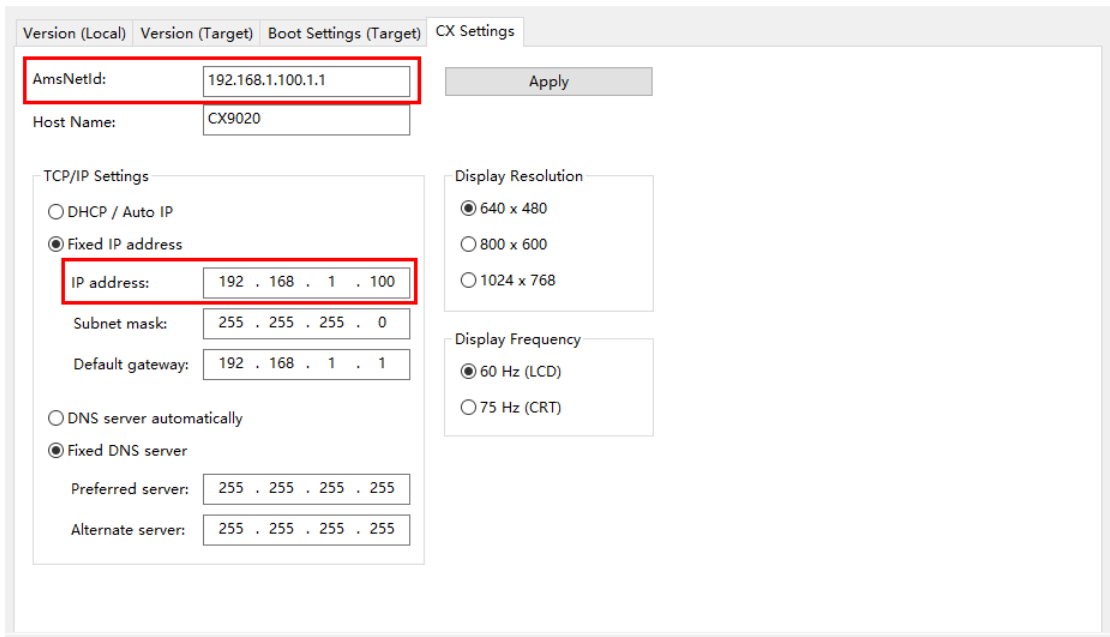 Version (Local) Version (Target) Boot Settings (Target) CX Settings
AmsNetId: 192.168.1.100.1.1 Apply
Host Name: CX9020
TCP/IP Settings
DHCP / Auto IP
Fixed IP address
IP address: 192 . 168 . 1 . 100
Subnet mask: 255 . 255 . 255 . 0
Default gateway: 192 . 168 . 1 . 1
DNS server automatically
Fixed DNS server
Preferred server: 255 . 255 . 255 . 255
Alternate server: 255 . 255 . 255 . 255
Display Resolution
640 x 480
800 x 600
1024 x 768
Display Frequency
60 Hz (LCD)
75 Hz (CRT)